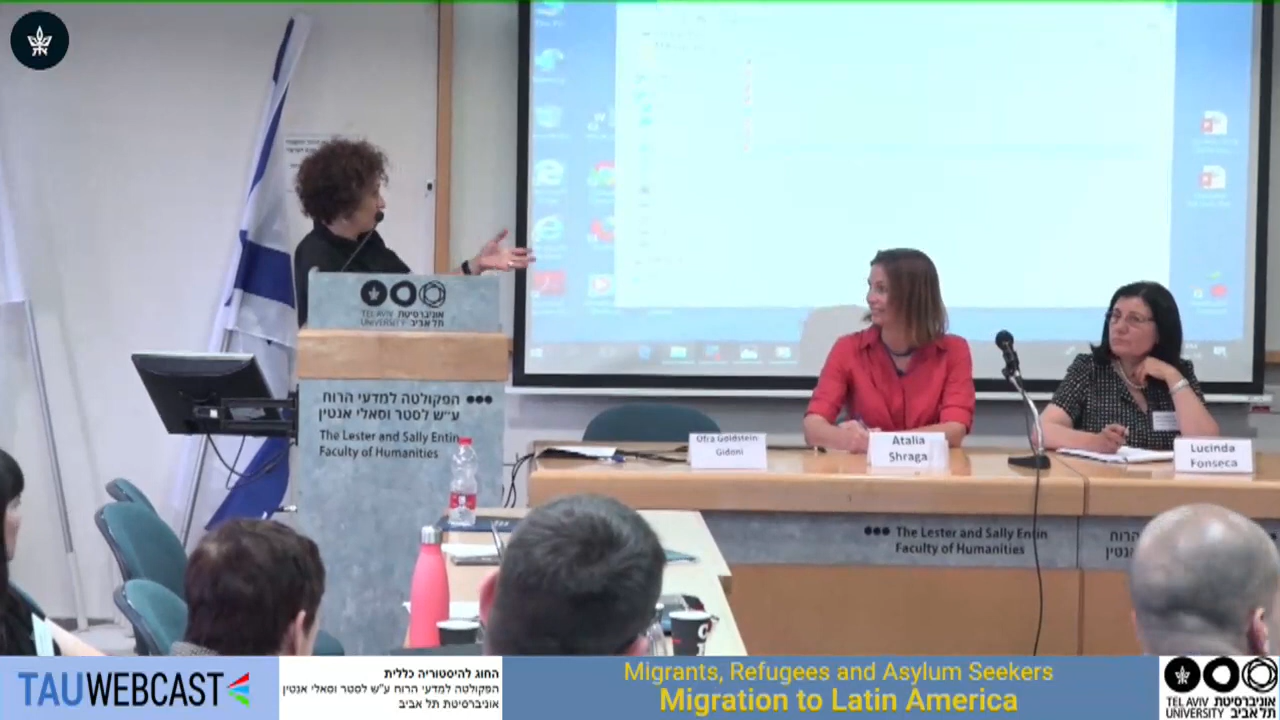 TEL AVIV אוניברסיטת
UNIVERSITY תל אביב
הפקולטה למדעי הרוח
ע״ש לסטר וסאלי אנטין
The Lester and Sally Entin
Faculty of Humanities
Ofra Goldstein
Gidoni
Atalia
Shraga
Lucinda
Fonseca
The Lester and Sally Entin
Faculty of Humanities
TAUWEBCAST
החוג להיסטוריה כללית
הפקולטה למדעי הרוח ע״ש לסטר וסאלי אנטין
אוניברסיטת תל אביב
Migrants, Refugees and Asylum Seekers
Migration to Latin America
TEL AVIV אוניברסיטת
UNIVERSITY תל אביב